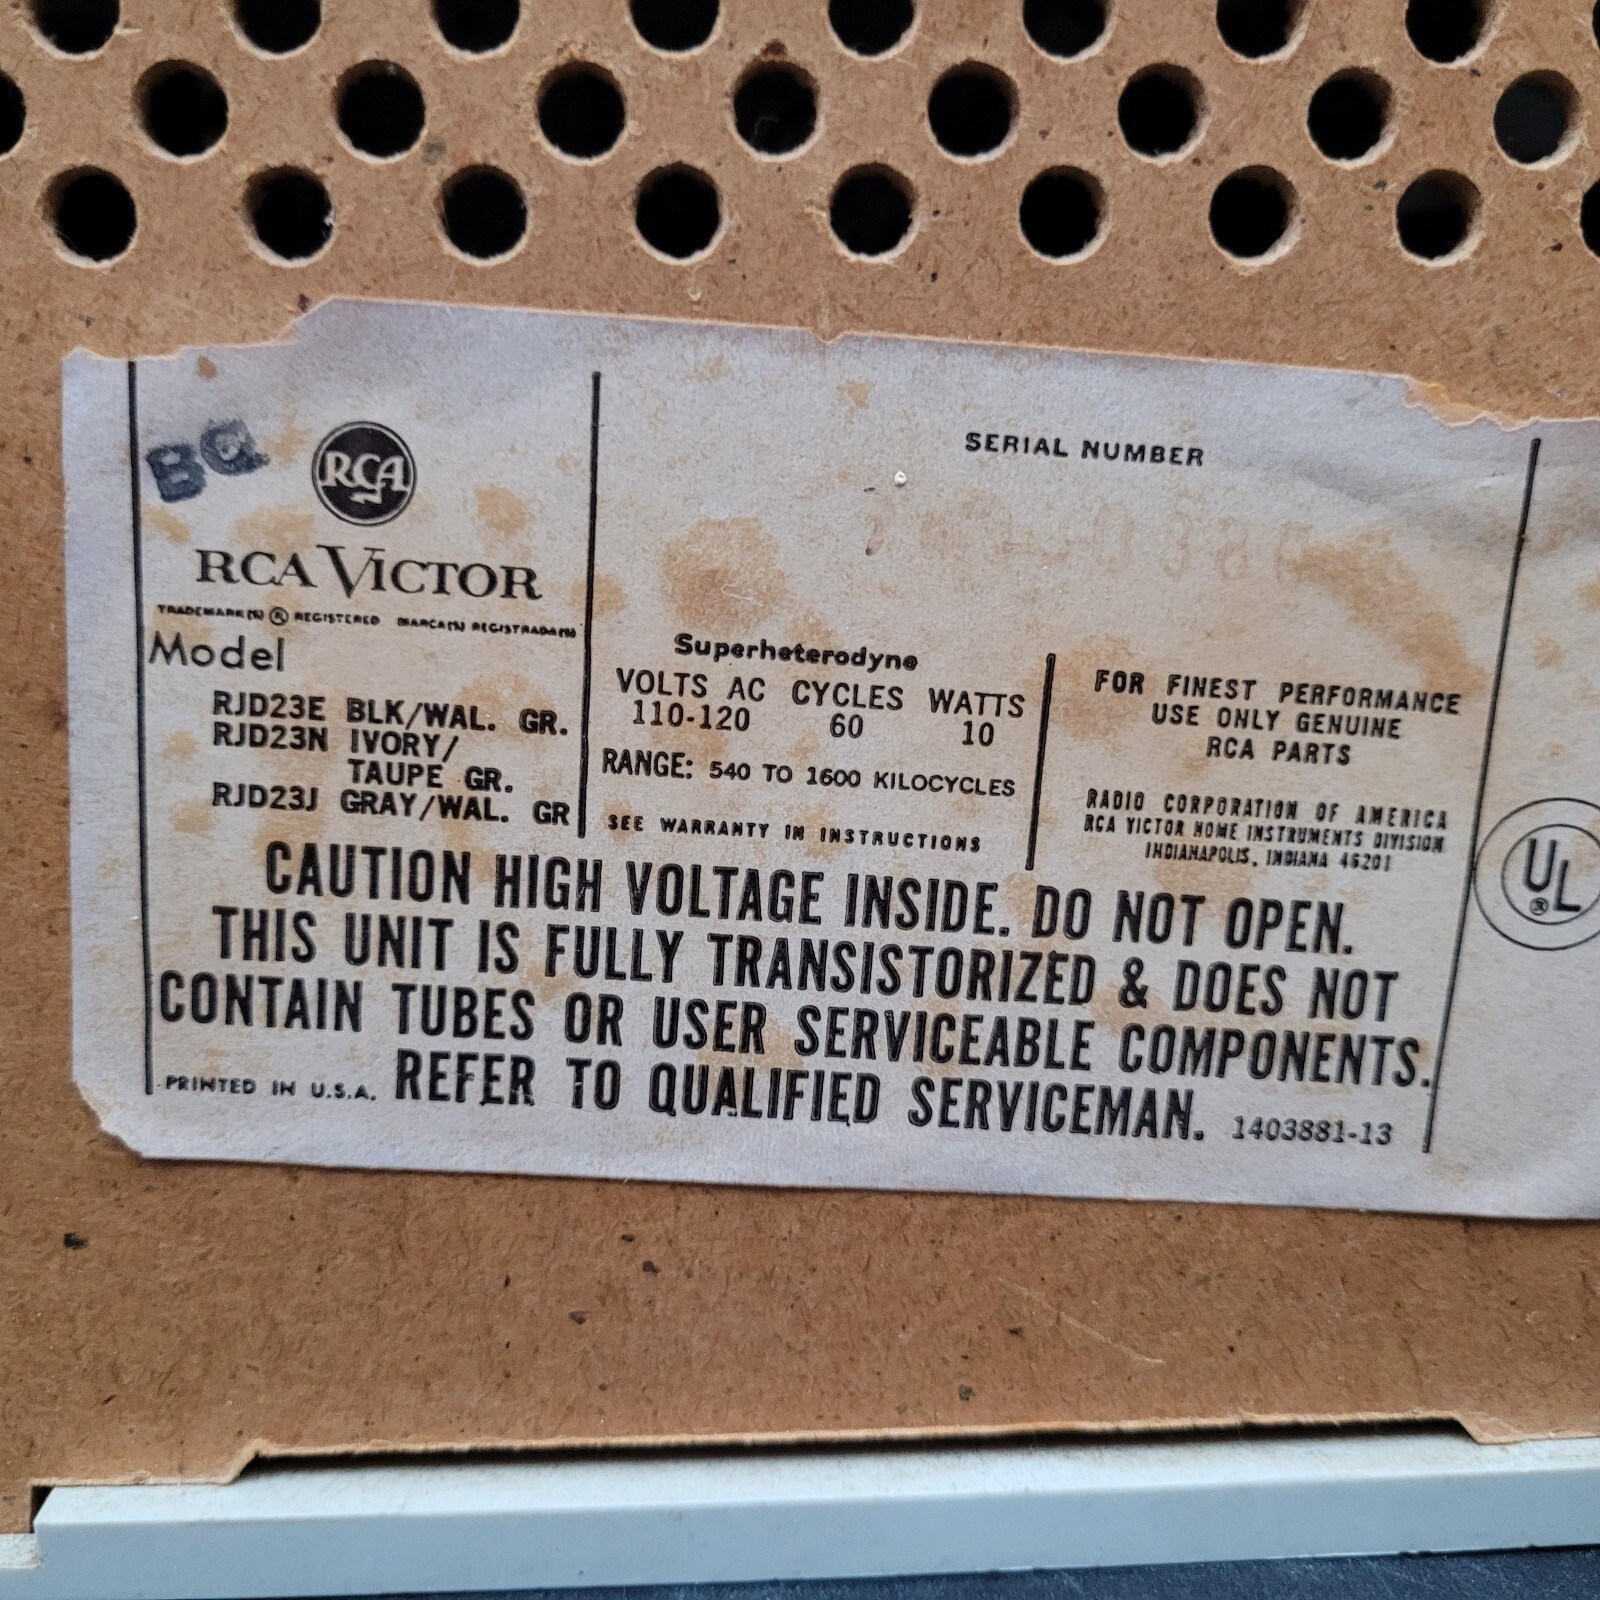 BQ
RCA
RCA VICTOR
TRADEMARK(S) ® REGISTERED MARCA(S) REGISTRADA(S)
Model
RJD23E BLK/WAL. GR.
RJD23N IVORY/
TAUPE GR.
RJD23J GRAY/WAL. GR
SERIAL NUMBER
Superheterodyne
VOLTS AC CYCLES WATTS
110-120 60 10
RANGE: 540 TO 1600 KILOCYCLES
SEE WARRANTY IN INSTRUCTIONS
FOR FINEST PERFORMANCE
USE ONLY GENUINE
RCA PARTS
RADIO CORPORATION OF AMERICA
RCA VICTOR HOME INSTRUMENTS DIVISION
INDIANAPOLIS, INDIANA 46201
UL
®
CAUTION HIGH VOLTAGE INSIDE. DO NOT OPEN.
THIS UNIT IS FULLY TRANSISTORIZED & DOES NOT
CONTAIN TUBES OR USER SERVICEABLE COMPONENTS.
PRINTED IN U.S.A. REFER TO QUALIFIED SERVICEMAN. 1403881-13